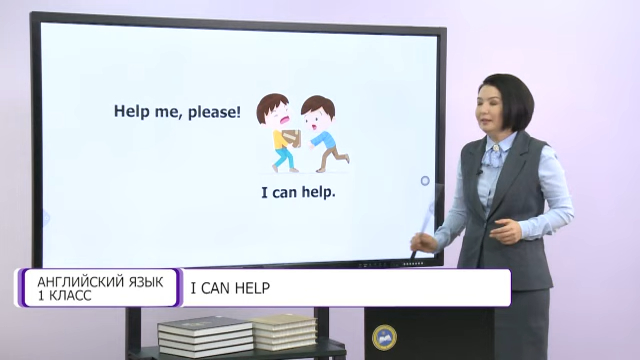 Help me, please!
I can help.
АНГЛИЙСКИЙ ЯЗЫК
1 КЛАСС
I CAN HELP